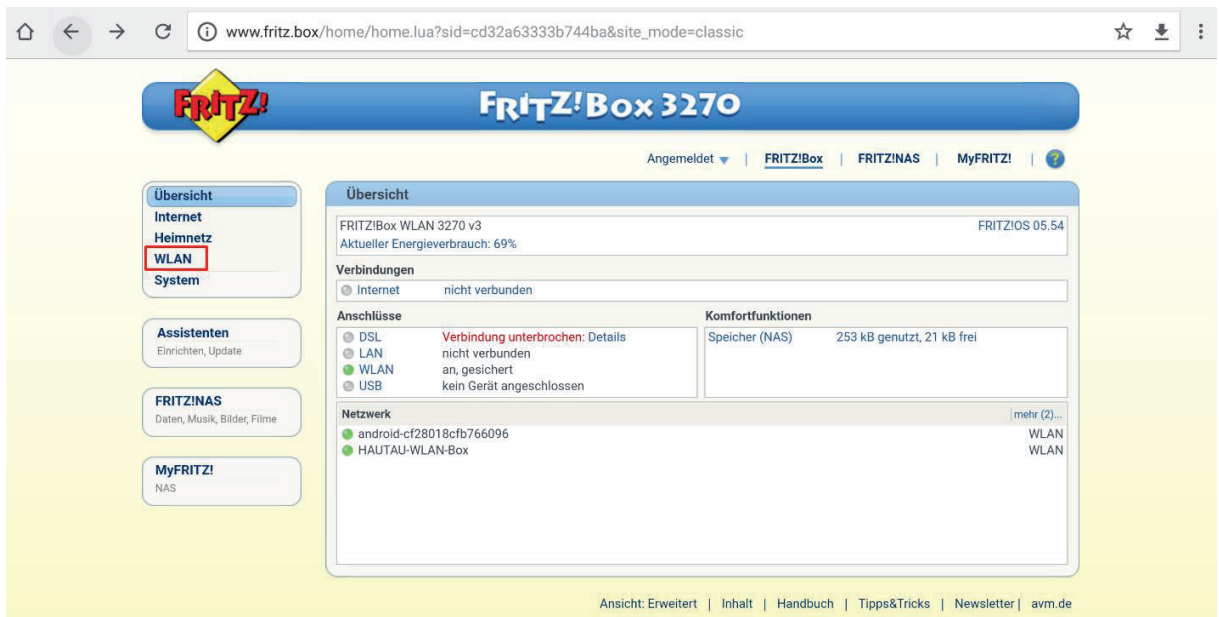 www.fritz.box/home/home.lua?sid=cd32a63333b744ba&site_mode=classic
FRITZ!
FRITZ!Box 3270
Angemeldet | FRITZ!Box | FRITZ!NAS | MyFRITZ! | ?
Übersicht
Internet
Heimnetz
WLAN
System
Assistenten
Einrichten, Update
FRITZ!NAS
Daten, Musik, Bilder, Filme
MyFRITZ!
NAS
Übersicht
FRITZ!Box WLAN 3270 v3 FRITZ!OS 05.54
Aktueller Energieverbrauch: 69%
Verbindungen
Internet nicht verbunden
Anschlüsse
DSL Verbindung unterbrochen: Details
LAN nicht verbunden
WLAN an, gesichert
USB kein Gerät angeschlossen
Komfortfunktionen
Speicher (NAS) 253 kB genutzt, 21 kB frei
Netzwerk mehr (2)...
android-cf28018cfb766096 WLAN
HAUTAU-WLAN-Box WLAN
Ansicht: Erweitert | Inhalt | Handbuch | Tipps&Tricks | Newsletter | avm.de